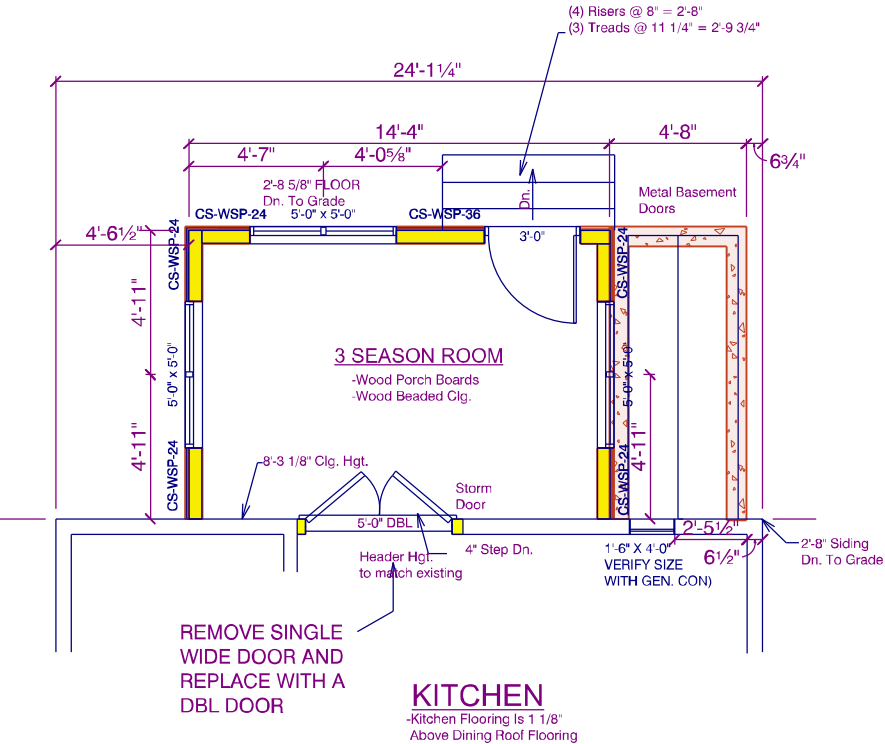 (4) Risers @ 8" = 2'-8"
(3) Treads @ 11 1/4" = 2'-9 3/4"
24'-1¼"
14'-4"
4'-8"
6¾"
4'-7"
4'-0⅝"
2'-8 5/8" FLOOR
Dn. To Grade
Dn.
Metal Basement
Doors
CS-WSP-24
5'-0" x 5'-0"
CS-WSP-36
4'-6½"
3'-0"
CS-WSP-24
CS-WSP-24
4'-11"
3 SEASON ROOM
-Wood Porch Boards
-Wood Beaded Clg.
5'-0" x 5'-0"
5'-0" x 5'-0"
4'-11"
4'-11"
CS-WSP-24
CS-WSP-24
8'-3 1/8" Clg. Hgt.
Storm
Door
5'-0" DBL
2'-5½"
4" Step Dn.
Header Hgt.
to match existing
1'-6" X 4'-0"
VERIFY SIZE
WITH GEN. CON)
6½"
2'-8" Siding
Dn. To Grade
REMOVE SINGLE
WIDE DOOR AND
REPLACE WITH A
DBL DOOR
KITCHEN
-Kitchen Flooring Is 1 1/8"
Above Dining Roof Flooring